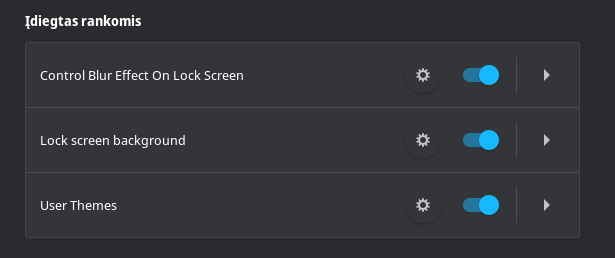 Įdiegtas rankomis
Control Blur Effect On Lock Screen
Lock screen background
User Themes